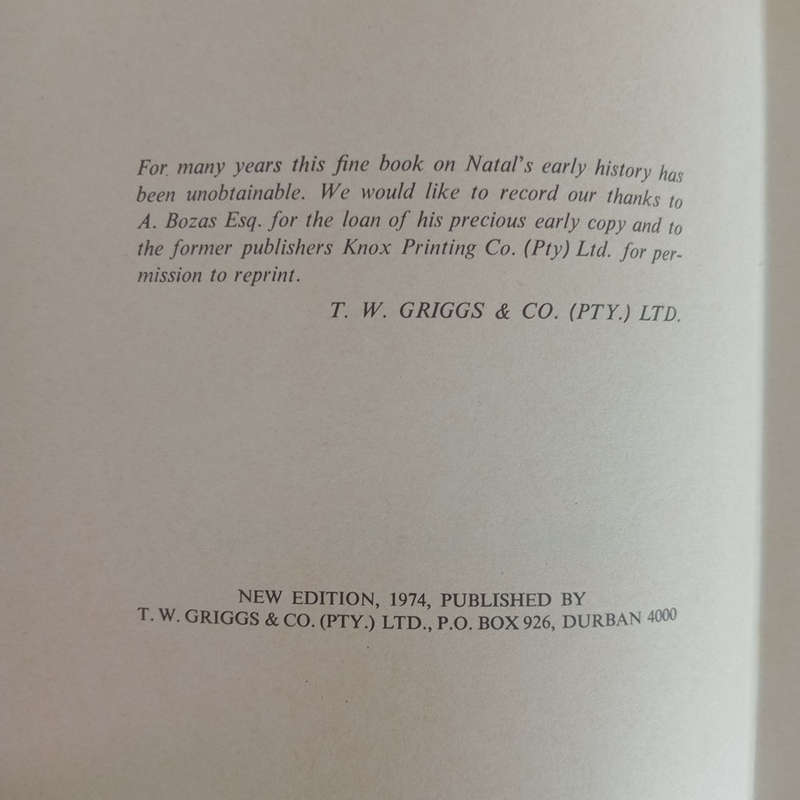 For many years this fine book on Natal's early history has
been unobtainable. We would like to record our thanks to
A. Bozas Esq. for the loan of his precious early copy and to
the former publishers Knox Printing Co. (Pty) Ltd. for per-
mission to reprint.
T. W. GRIGGS & CO. (PTY.) LTD.
NEW EDITION, 1974, PUBLISHED BY
T. W. GRIGGS & CO. (PTY.) LTD., P.O. BOX 926, DURBAN 4000